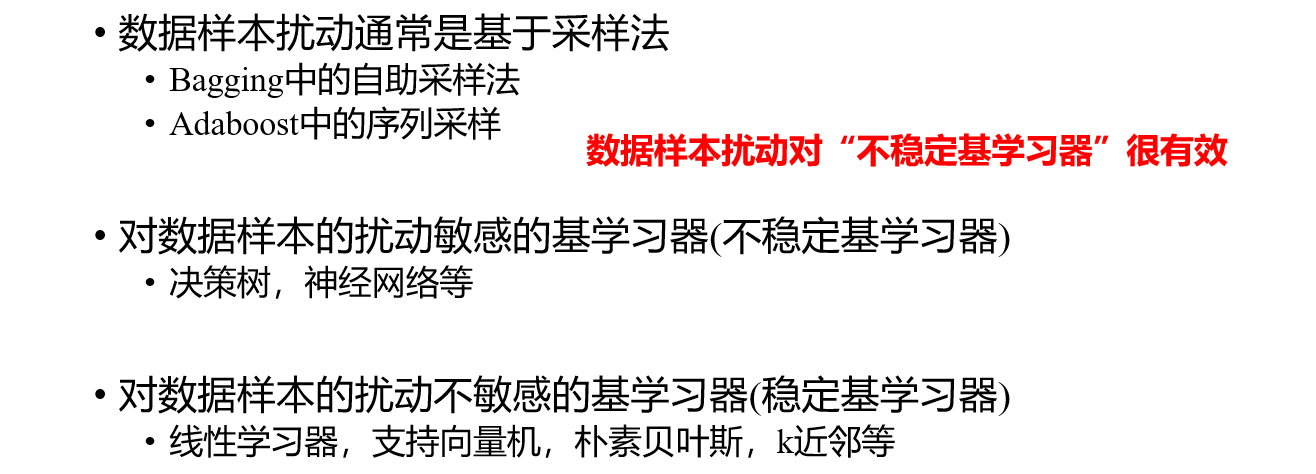 • 数据样本扰动通常是基于采样法
• Bagging中的自助采样法
• Adaboost中的序列采样
数据样本扰动对“不稳定基学习器”很有效
• 对数据样本的扰动敏感的基学习器(不稳定基学习器)
• 决策树，神经网络等
• 对数据样本的扰动不敏感的基学习器(稳定基学习器)
• 线性学习器，支持向量机，朴素贝叶斯，k近邻等